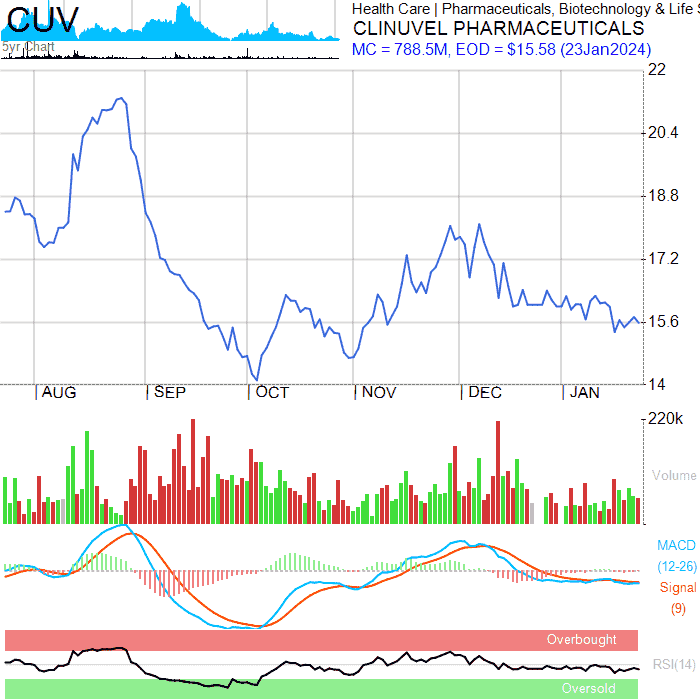 CUV
5yr Chart
Health Care | Pharmaceuticals, Biotechnology & Life S
CLINUVEL PHARMACEUTICALS
MC = 788.5M, EOD = $15.58 (23Jan2024)
22
20.4
18.8
17.2
15.6
14
| AUG | SEP | OCT | NOV | DEC | JAN
220k
Volume
MACD
(12-26)
Signal
(9)
Overbought
RSI(14)
Oversold